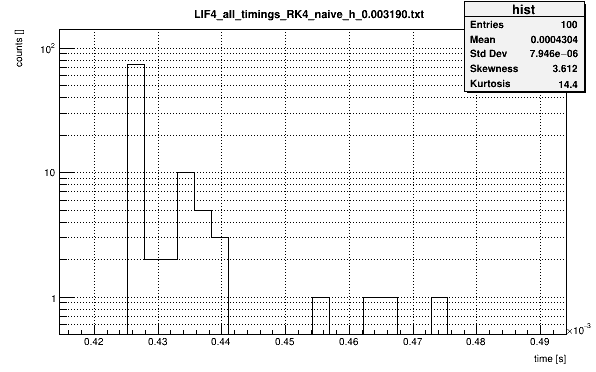 LIF4_all_timings_RK4_naive_h_0.003190.txt
hist
Entries 100
Mean 0.0004304
Std Dev 7.946e−06
Skewness 3.612
Kurtosis 14.4
counts []
10²
10
1
0.42 0.43 0.44 0.45 0.46 0.47 0.48 0.49
×10⁻³
time [s]